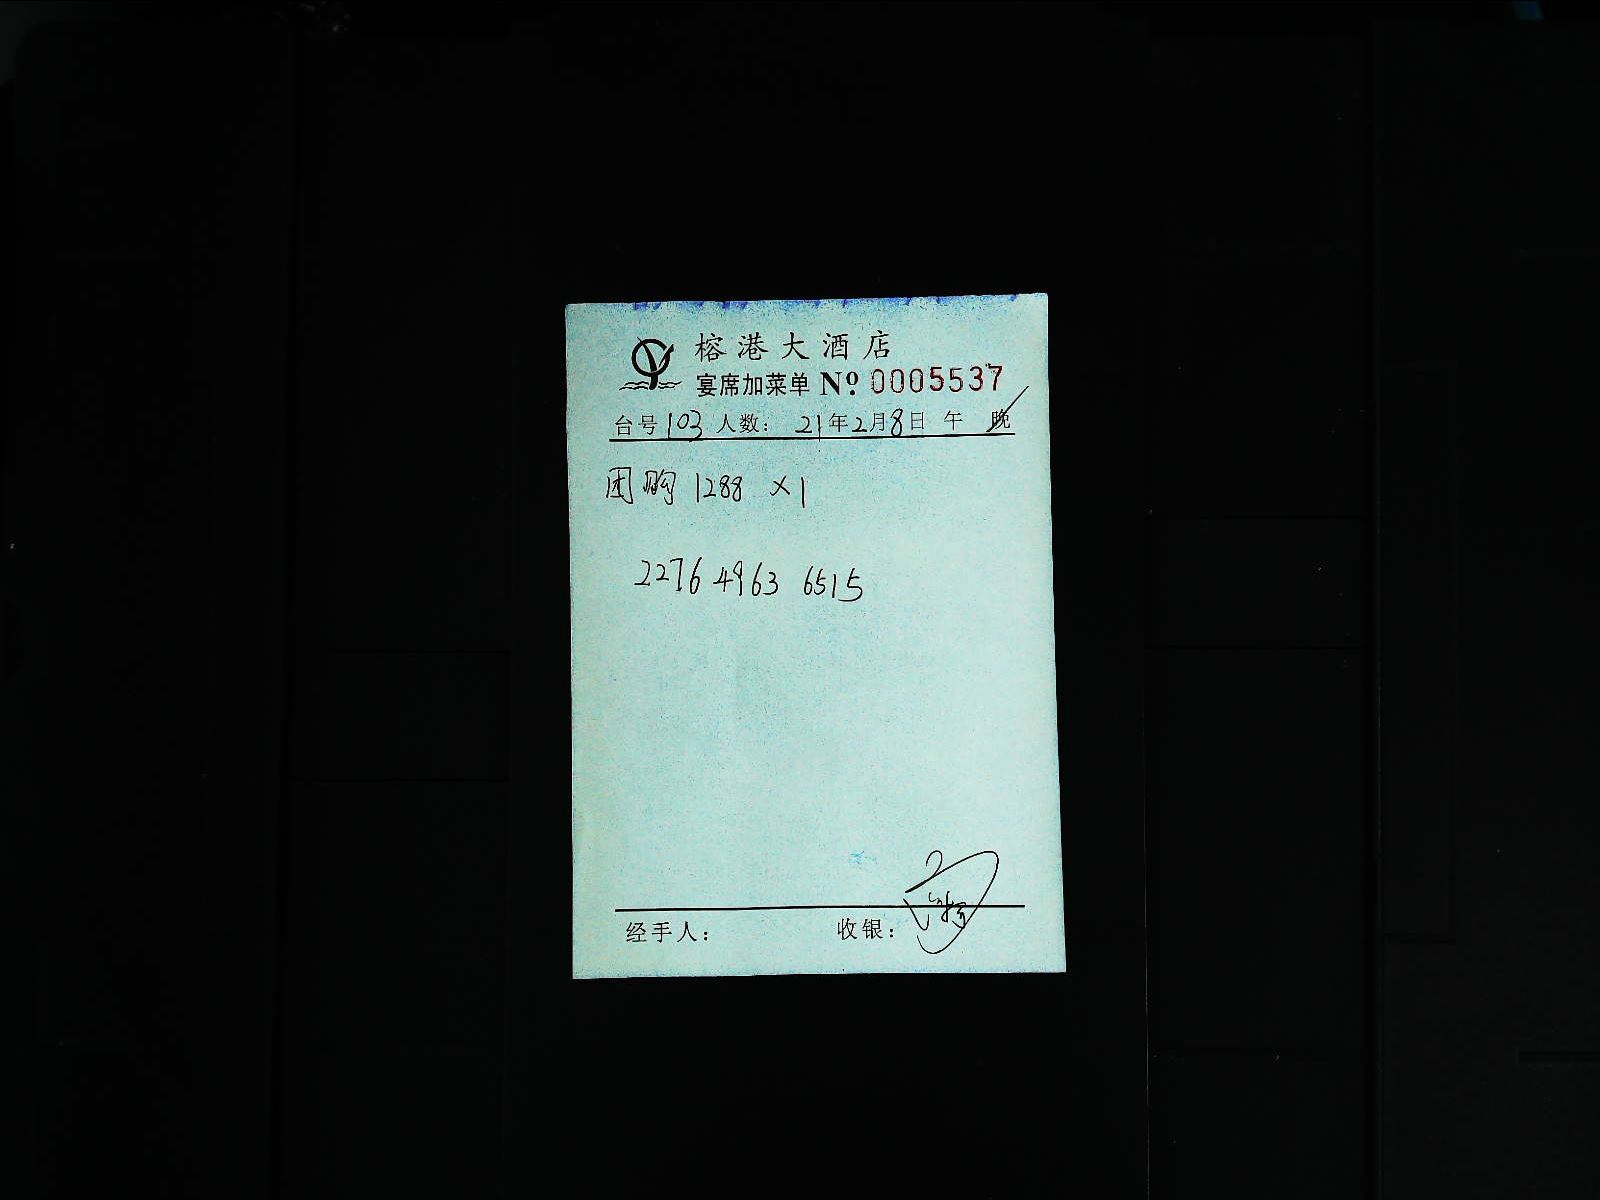 榕港大酒店
宴席加菜单 Nº 0005537
台号 103 人数： 21年2月8日 午 晚
团购 1288 ×1
2276 4963 6515
经手人： 收银：